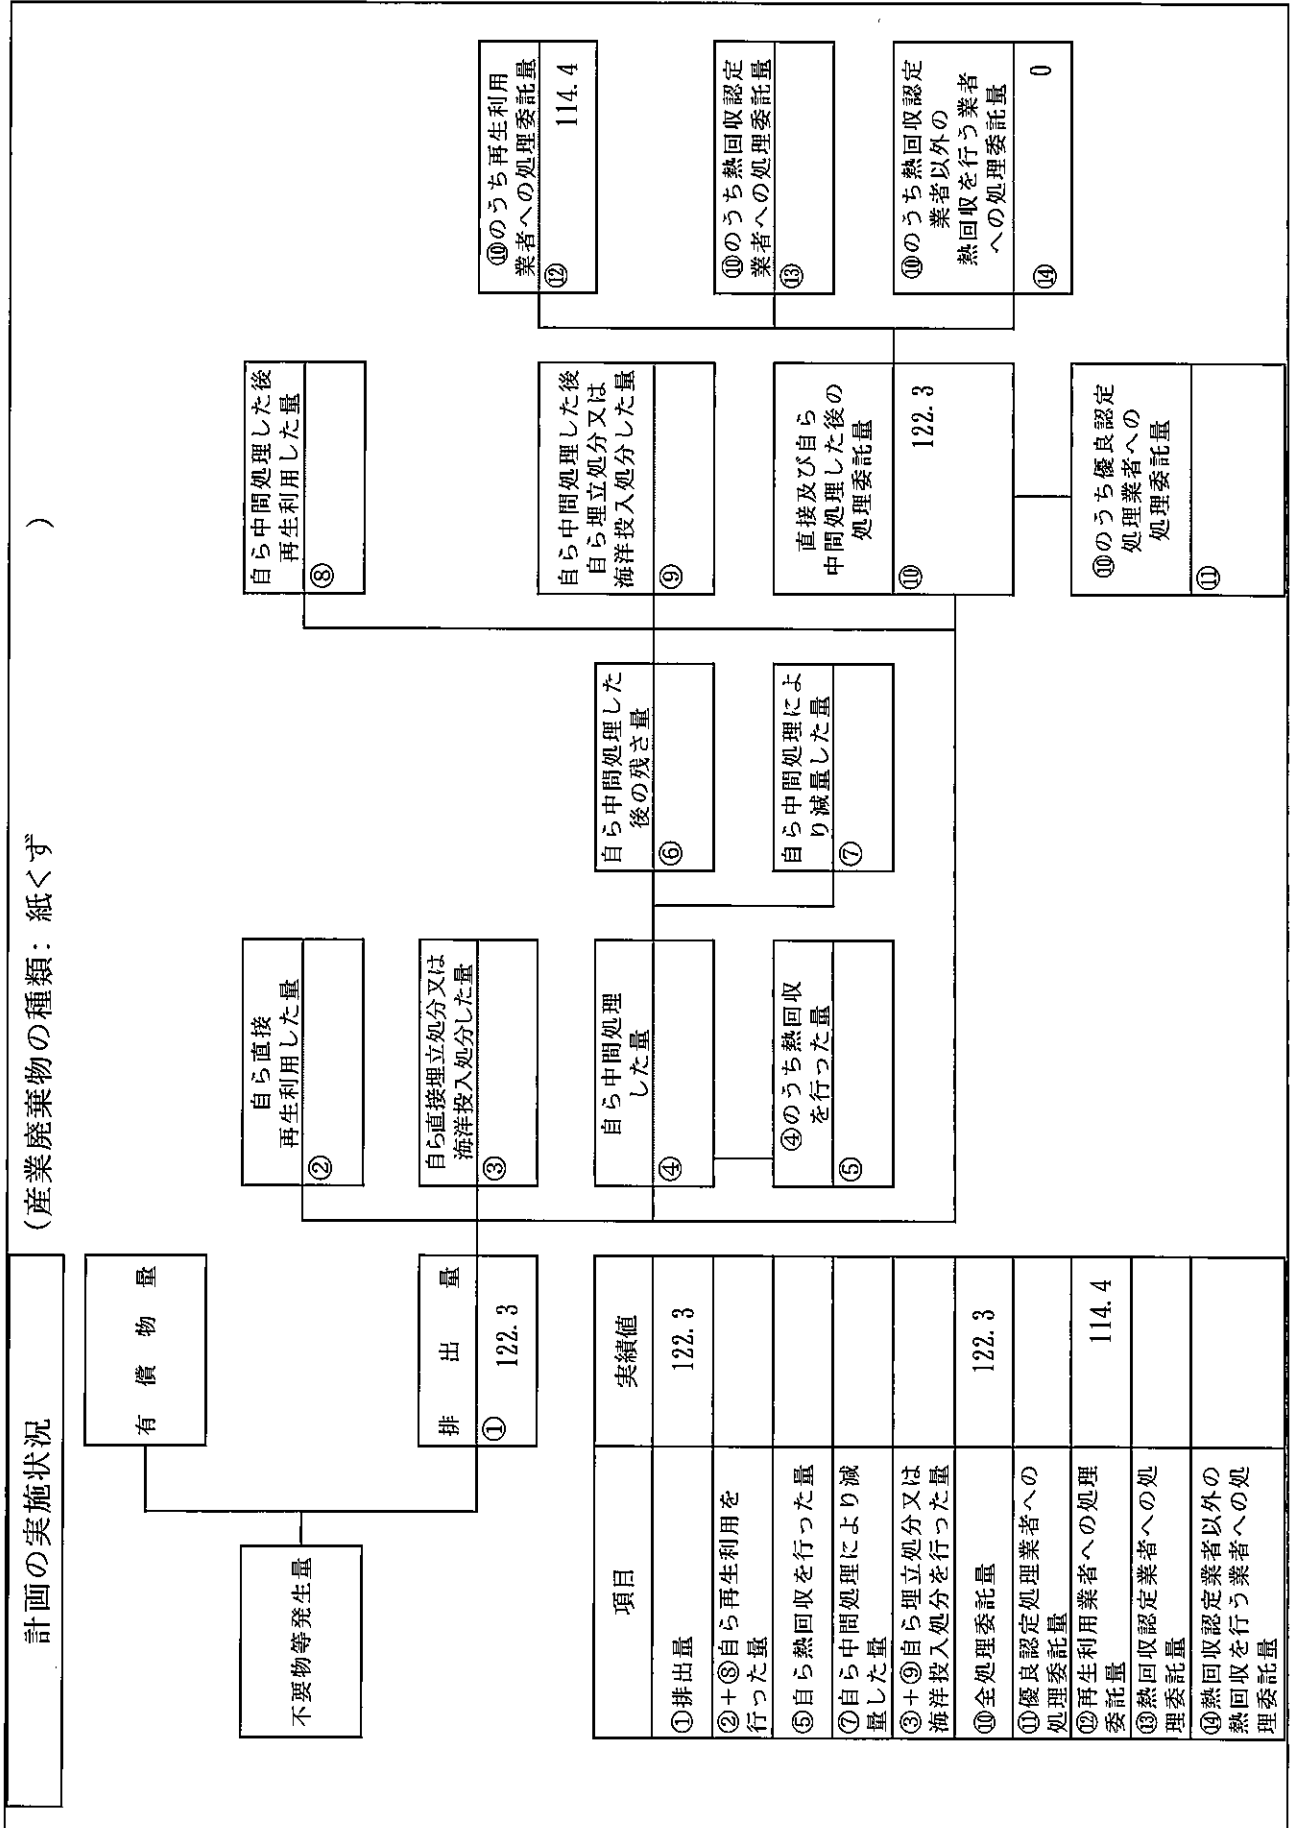 計画の実施状況
(産業廃棄物の種類：紙くず )
有償物量
不要物等発生量
排出量
① 122.3
自ら直接
再生利用した量
②
自ら直接埋立処分又は
海洋投入処分した量
③
自ら中間処理
した量
④
④のうち熱回収
を行った量
⑤
自ら中間処理した
後の残さ量
⑥
自ら中間処理によ
り減量した量
⑦
自ら中間処理した後
再生利用した量
⑧
自ら中間処理した後
自ら埋立処分又は
海洋投入処分した量
⑨
直接及び自ら
中間処理した後の
処理委託量
⑩ 122.3
⑩のうち優良認定
処理業者への
処理委託量
⑪
⑩のうち再生利用
業者への処理委託量
⑫ 114.4
⑩のうち熱回収認定
業者への処理委託量
⑬
⑩のうち熱回収認定
業者以外の
熱回収を行う業者
への処理委託量
⑭ 0
項目 実績値
①排出量 122.3
②+⑧自ら再生利用を
行った量
⑤自ら熱回収を行った量
⑦自ら中間処理により減
量した量
③+⑨自ら埋立処分又は
海洋投入処分を行った量
⑩全処理委託量 122.3
⑪優良認定処理業者への
処理委託量
⑫再生利用業者への処理
委託量 114.4
⑬熱回収認定業者への処
理委託量
⑭熱回収認定業者以外の
熱回収を行う業者への処
理委託量